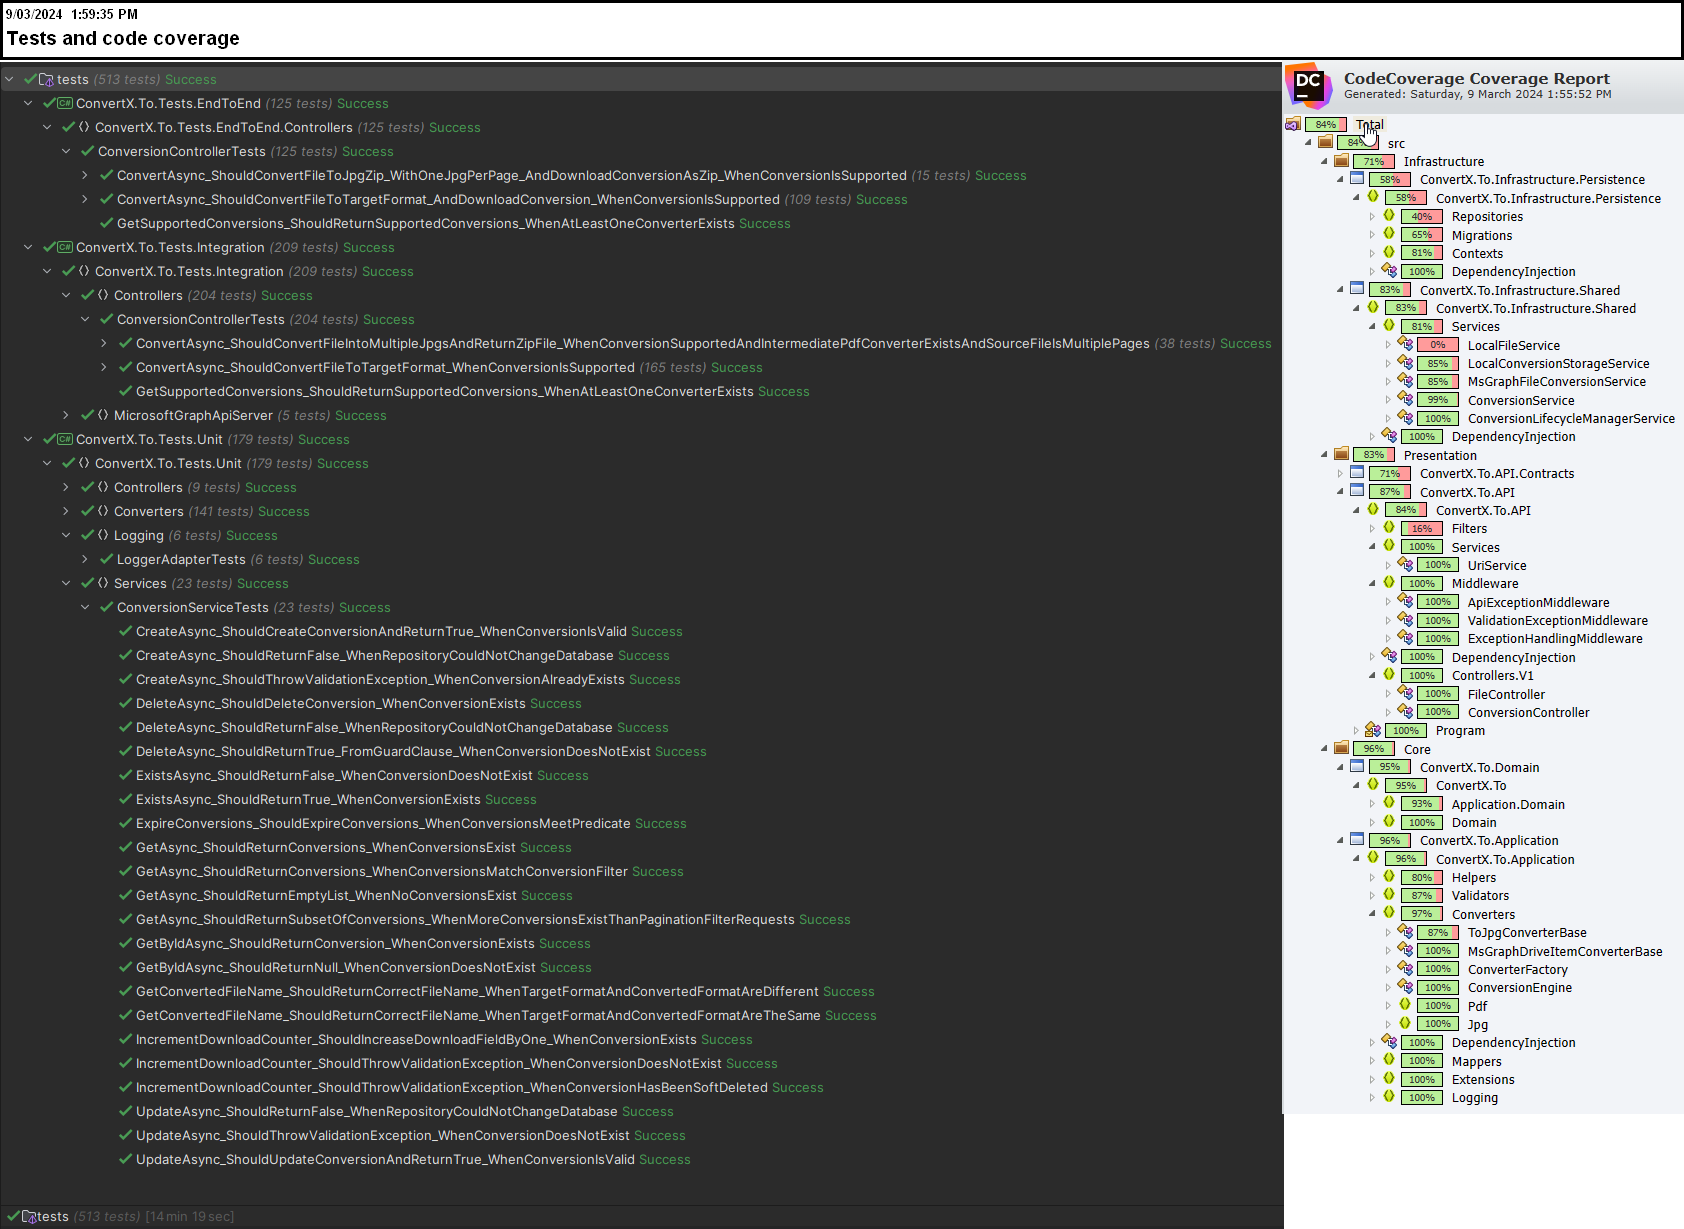 9/03/2024 1:59:35 PM
Tests and code coverage
tests (513 tests) Success
ConvertX.To.Tests.EndToEnd (125 tests) Success
ConvertX.To.Tests.EndToEnd.Controllers (125 tests) Success
ConversionControllerTests (125 tests) Success
ConvertAsync_ShouldConvertFileToJpgZip_WithOneJpgPerPage_AndDownloadConversionAsZip_WhenConversionIsSupported (15 tests) Success
ConvertAsync_ShouldConvertFileToTargetFormat_AndDownloadConversion_WhenConversionIsSupported (109 tests) Success
GetSupportedConversions_ShouldReturnSupportedConversions_WhenAtLeastOneConverterExists Success
C# ConvertX.To.Tests.Integration (209 tests) Success
ConvertX.To.Tests.Integration (209 tests) Success
Controllers (204 tests) Success
ConversionControllerTests (204 tests) Success
ConvertAsync_ShouldConvertFileIntoMultipleJpgsAndReturnZipFile_WhenConversionSupportedAndIntermediatePdfConverterExistsAndSourceFileIsMultiplePages (38 tests) Success
ConvertAsync_ShouldConvertFileToTargetFormat_WhenConversionIsSupported (165 tests) Success
GetSupportedConversions_ShouldReturnSupportedConversions_WhenAtLeastOneConverterExists Success
MicrosoftGraphApiServer (5 tests) Success
C# ConvertX.To.Tests.Unit (179 tests) Success
ConvertX.To.Tests.Unit (179 tests) Success
Controllers (9 tests) Success
Converters (141 tests) Success
Logging (6 tests) Success
LoggerAdapterTests (6 tests) Success
Services (23 tests) Success
ConversionServiceTests (23 tests) Success
CreateAsync_ShouldCreateConversionAndReturnTrue_WhenConversionIsValid Success
CreateAsync_ShouldReturnFalse_WhenRepositoryCouldNotChangeDatabase Success
CreateAsync_ShouldThrowValidationException_WhenConversionAlreadyExists Success
DeleteAsync_ShouldDeleteConversion_WhenConversionExists Success
DeleteAsync_ShouldReturnFalse_WhenRepositoryCouldNotChangeDatabase Success
DeleteAsync_ShouldReturnTrue_FromGuardClause_WhenConversionDoesNotExist Success
ExistsAsync_ShouldReturnFalse_WhenConversionDoesNotExist Success
ExistsAsync_ShouldReturnTrue_WhenConversionExists Success
ExpireConversions_ShouldExpireConversions_WhenConversionsMeetPredicate Success
GetAsync_ShouldReturnConversions_WhenConversionsExist Success
GetAsync_ShouldReturnConversions_WhenConversionsMatchConversionFilter Success
GetAsync_ShouldReturnEmptyList_WhenNoConversionsExist Success
GetAsync_ShouldReturnSubsetOfConversions_WhenMoreConversionsExistThanPaginationFilterRequests Success
GetByIdAsync_ShouldReturnConversion_WhenConversionExists Success
GetByIdAsync_ShouldReturnNull_WhenConversionDoesNotExist Success
GetConvertedFileName_ShouldReturnCorrectFileName_WhenTargetFormatAndConvertedFormatAreDifferent Success
GetConvertedFileName_ShouldReturnCorrectFileName_WhenTargetFormatAndConvertedFormatAreTheSame Success
IncrementDownloadCounter_ShouldIncreaseDownloadFieldByOne_WhenConversionExists Success
IncrementDownloadCounter_ShouldThrowValidationException_WhenConversionDoesNotExist Success
IncrementDownloadCounter_ShouldThrowValidationException_WhenConversionHasBeenSoftDeleted Success
UpdateAsync_ShouldReturnFalse_WhenRepositoryCouldNotChangeDatabase Success
UpdateAsync_ShouldThrowValidationException_WhenConversionDoesNotExist Success
UpdateAsync_ShouldUpdateConversionAndReturnTrue_WhenConversionIsValid Success
tests (513 tests) [14 min 19 sec]
DC
CodeCoverage Coverage Report
Generated: Saturday, 9 March 2024 1:55:52 PM
84% Total
84% src
71% Infrastructure
58% ConvertX.To.Infrastructure.Persistence
58% ConvertX.To.Infrastructure.Persistence
40% Repositories
65% Migrations
81% Contexts
100% DependencyInjection
83% ConvertX.To.Infrastructure.Shared
83% ConvertX.To.Infrastructure.Shared
81% Services
0% LocalFileService
85% LocalConversionStorageService
85% MsGraphFileConversionService
99% ConversionService
100% ConversionLifecycleManagerService
100% DependencyInjection
83% Presentation
71% ConvertX.To.API.Contracts
87% ConvertX.To.API
84% ConvertX.To.API
16% Filters
100% Services
100% UriService
100% Middleware
100% ApiExceptionMiddleware
100% ValidationExceptionMiddleware
100% ExceptionHandlingMiddleware
100% DependencyInjection
100% Controllers.V1
100% FileController
100% ConversionController
100% Program
96% Core
95% ConvertX.To.Domain
95% ConvertX.To
93% Application.Domain
100% Domain
96% ConvertX.To.Application
96% ConvertX.To.Application
80% Helpers
87% Validators
97% Converters
87% ToJpgConverterBase
100% MsGraphDriveItemConverterBase
100% ConverterFactory
100% ConversionEngine
100% Pdf
100% Jpg
100% DependencyInjection
100% Mappers
100% Extensions
100% Logging